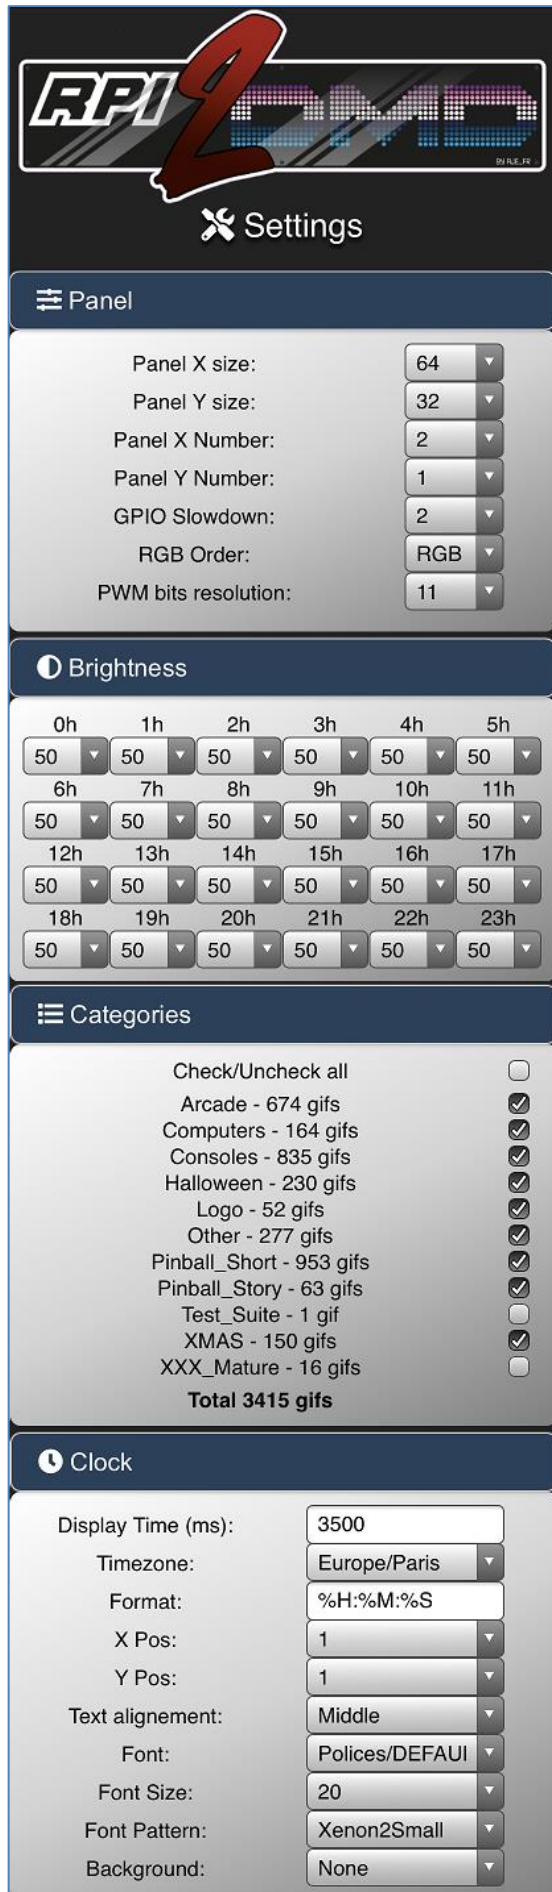 RPI 2 DMD
BY RJE_FR
Settings
Panel
Panel X size: 64
Panel Y size: 32
Panel X Number: 2
Panel Y Number: 1
GPIO Slowdown: 2
RGB Order: RGB
PWM bits resolution: 11
Brightness
0h 1h 2h 3h 4h 5h
50 50 50 50 50 50
6h 7h 8h 9h 10h 11h
50 50 50 50 50 50
12h 13h 14h 15h 16h 17h
50 50 50 50 50 50
18h 19h 20h 21h 22h 23h
50 50 50 50 50 50
Categories
Check/Uncheck all
Arcade - 674 gifs
Computers - 164 gifs
Consoles - 835 gifs
Halloween - 230 gifs
Logo - 52 gifs
Other - 277 gifs
Pinball_Short - 953 gifs
Pinball_Story - 63 gifs
Test_Suite - 1 gif
XMAS - 150 gifs
XXX_Mature - 16 gifs
Total 3415 gifs
Clock
Display Time (ms): 3500
Timezone: Europe/Paris
Format: %H:%M:%S
X Pos: 1
Y Pos: 1
Text alignement: Middle
Font: Polices/DEFAUI
Font Size: 20
Font Pattern: Xenon2Small
Background: None